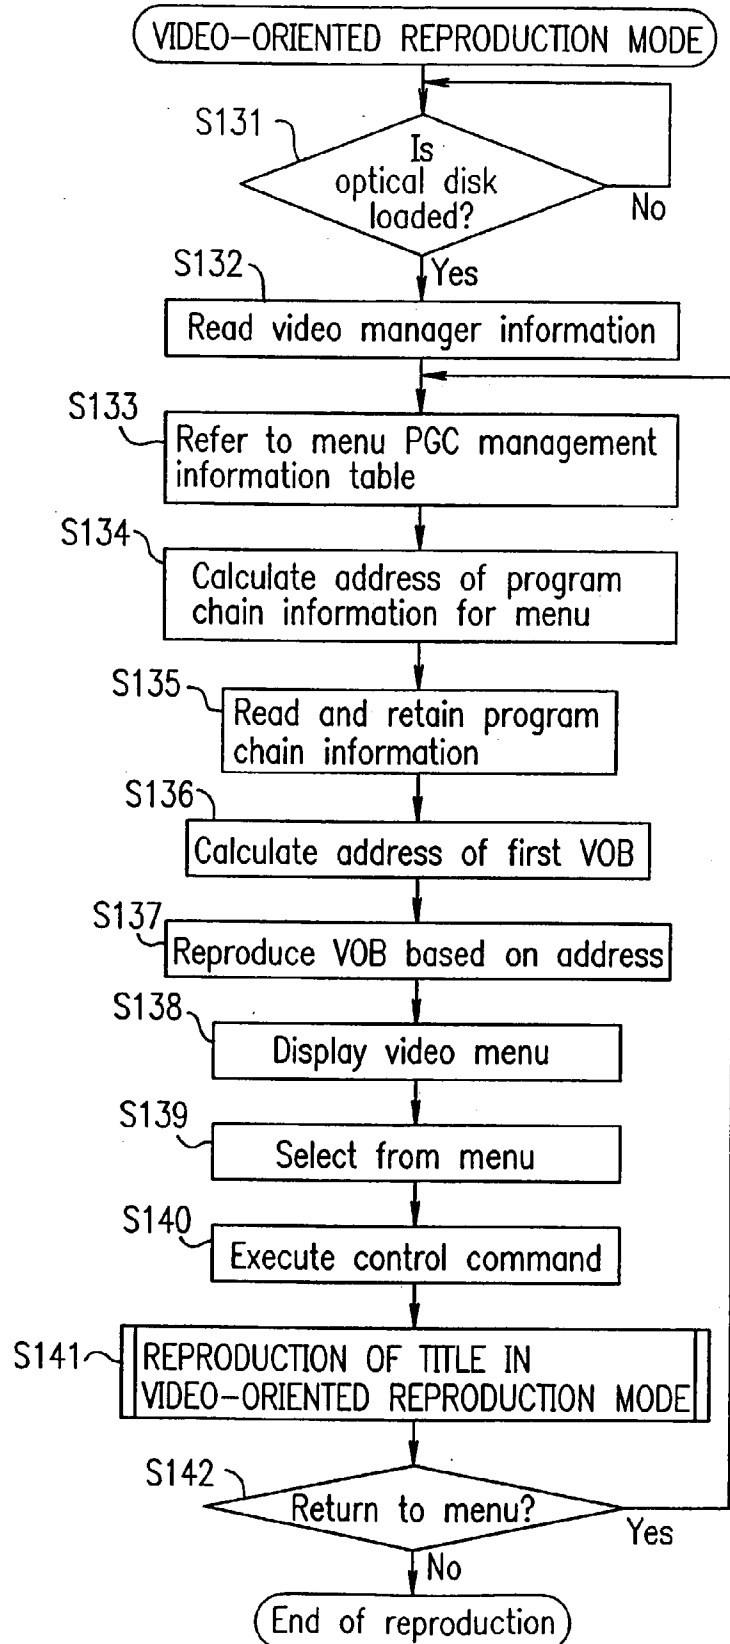 VIDEO-ORIENTED REPRODUCTION MODE
S131
Is
optical disk
loaded?
No
Yes
S132
Read video manager information
S133
Refer to menu PGC management
information table
S134
Calculate address of program
chain information for menu
S135
Read and retain program
chain information
S136
Calculate address of first VOB
S137
Reproduce VOB based on address
S138
Display video menu
S139
Select from menu
S140
Execute control command
S141
REPRODUCTION OF TITLE IN
VIDEO-ORIENTED REPRODUCTION MODE
S142
Return to menu?
Yes
No
End of reproduction